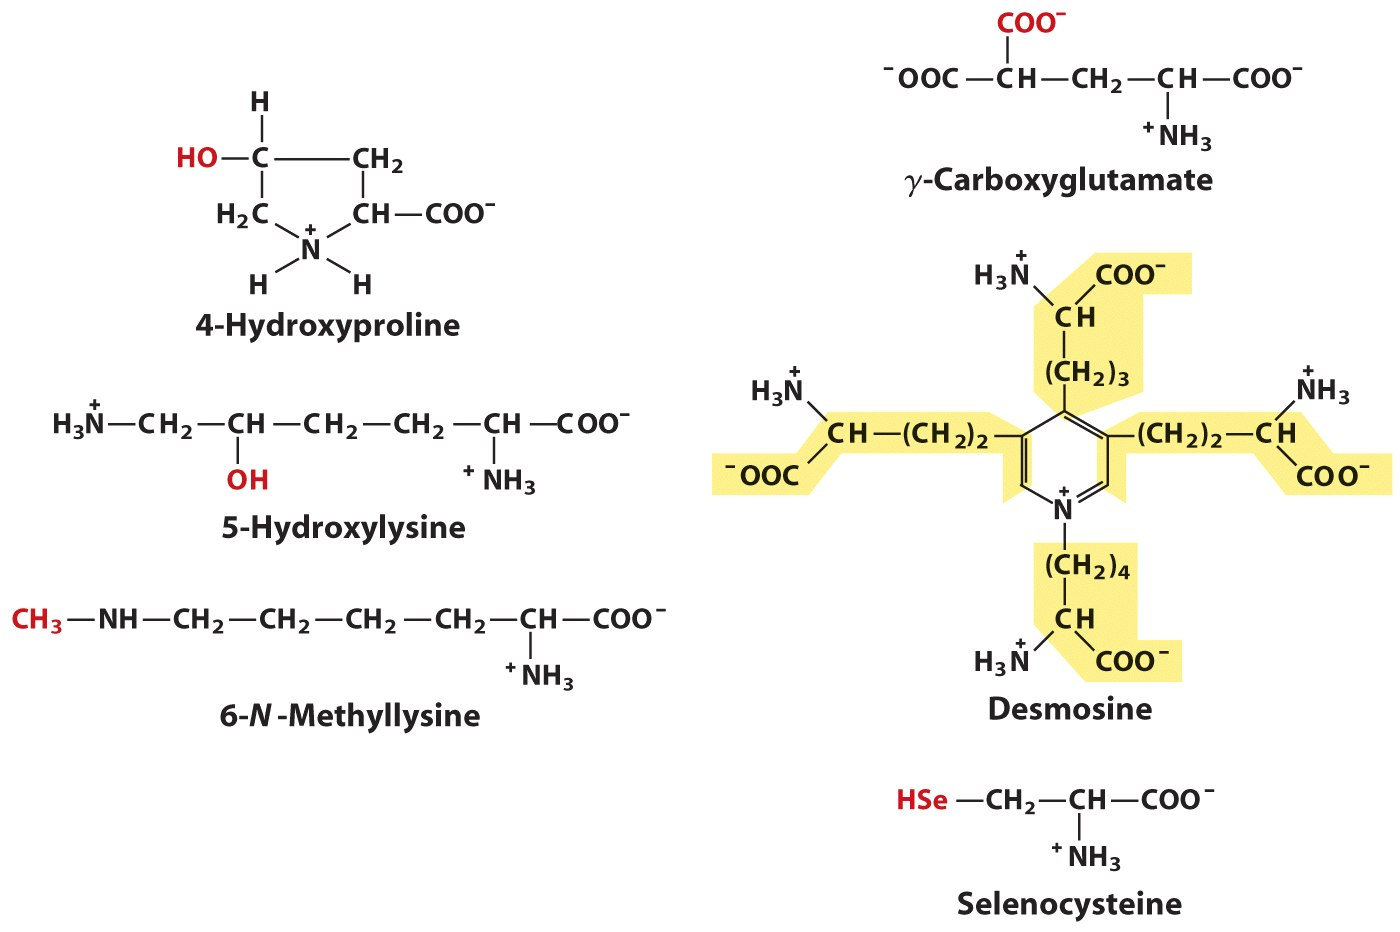 H
HO—C—CH₂
H₂C CH—COO⁻
N⁺
H H
4-Hydroxyproline
H₃N⁺—CH₂—CH—CH₂—CH₂—CH—COO⁻
OH ⁺NH₃
5-Hydroxylysine
CH₃—NH—CH₂—CH₂—CH₂—CH₂—CH—COO⁻
⁺NH₃
6-N-Methyllysine
COO⁻
⁻OOC—CH—CH₂—CH—COO⁻
⁺NH₃
γ-Carboxyglutamate
H₃N⁺ COO⁻
CH
(CH₂)₃
H₃N⁺ ⁺NH₃
CH—(CH₂)₂ (CH₂)₂—CH
⁻OOC COO⁻
N⁺
(CH₂)₄
CH
H₃N⁺ COO⁻
Desmosine
HSe—CH₂—CH—COO⁻
⁺NH₃
Selenocysteine